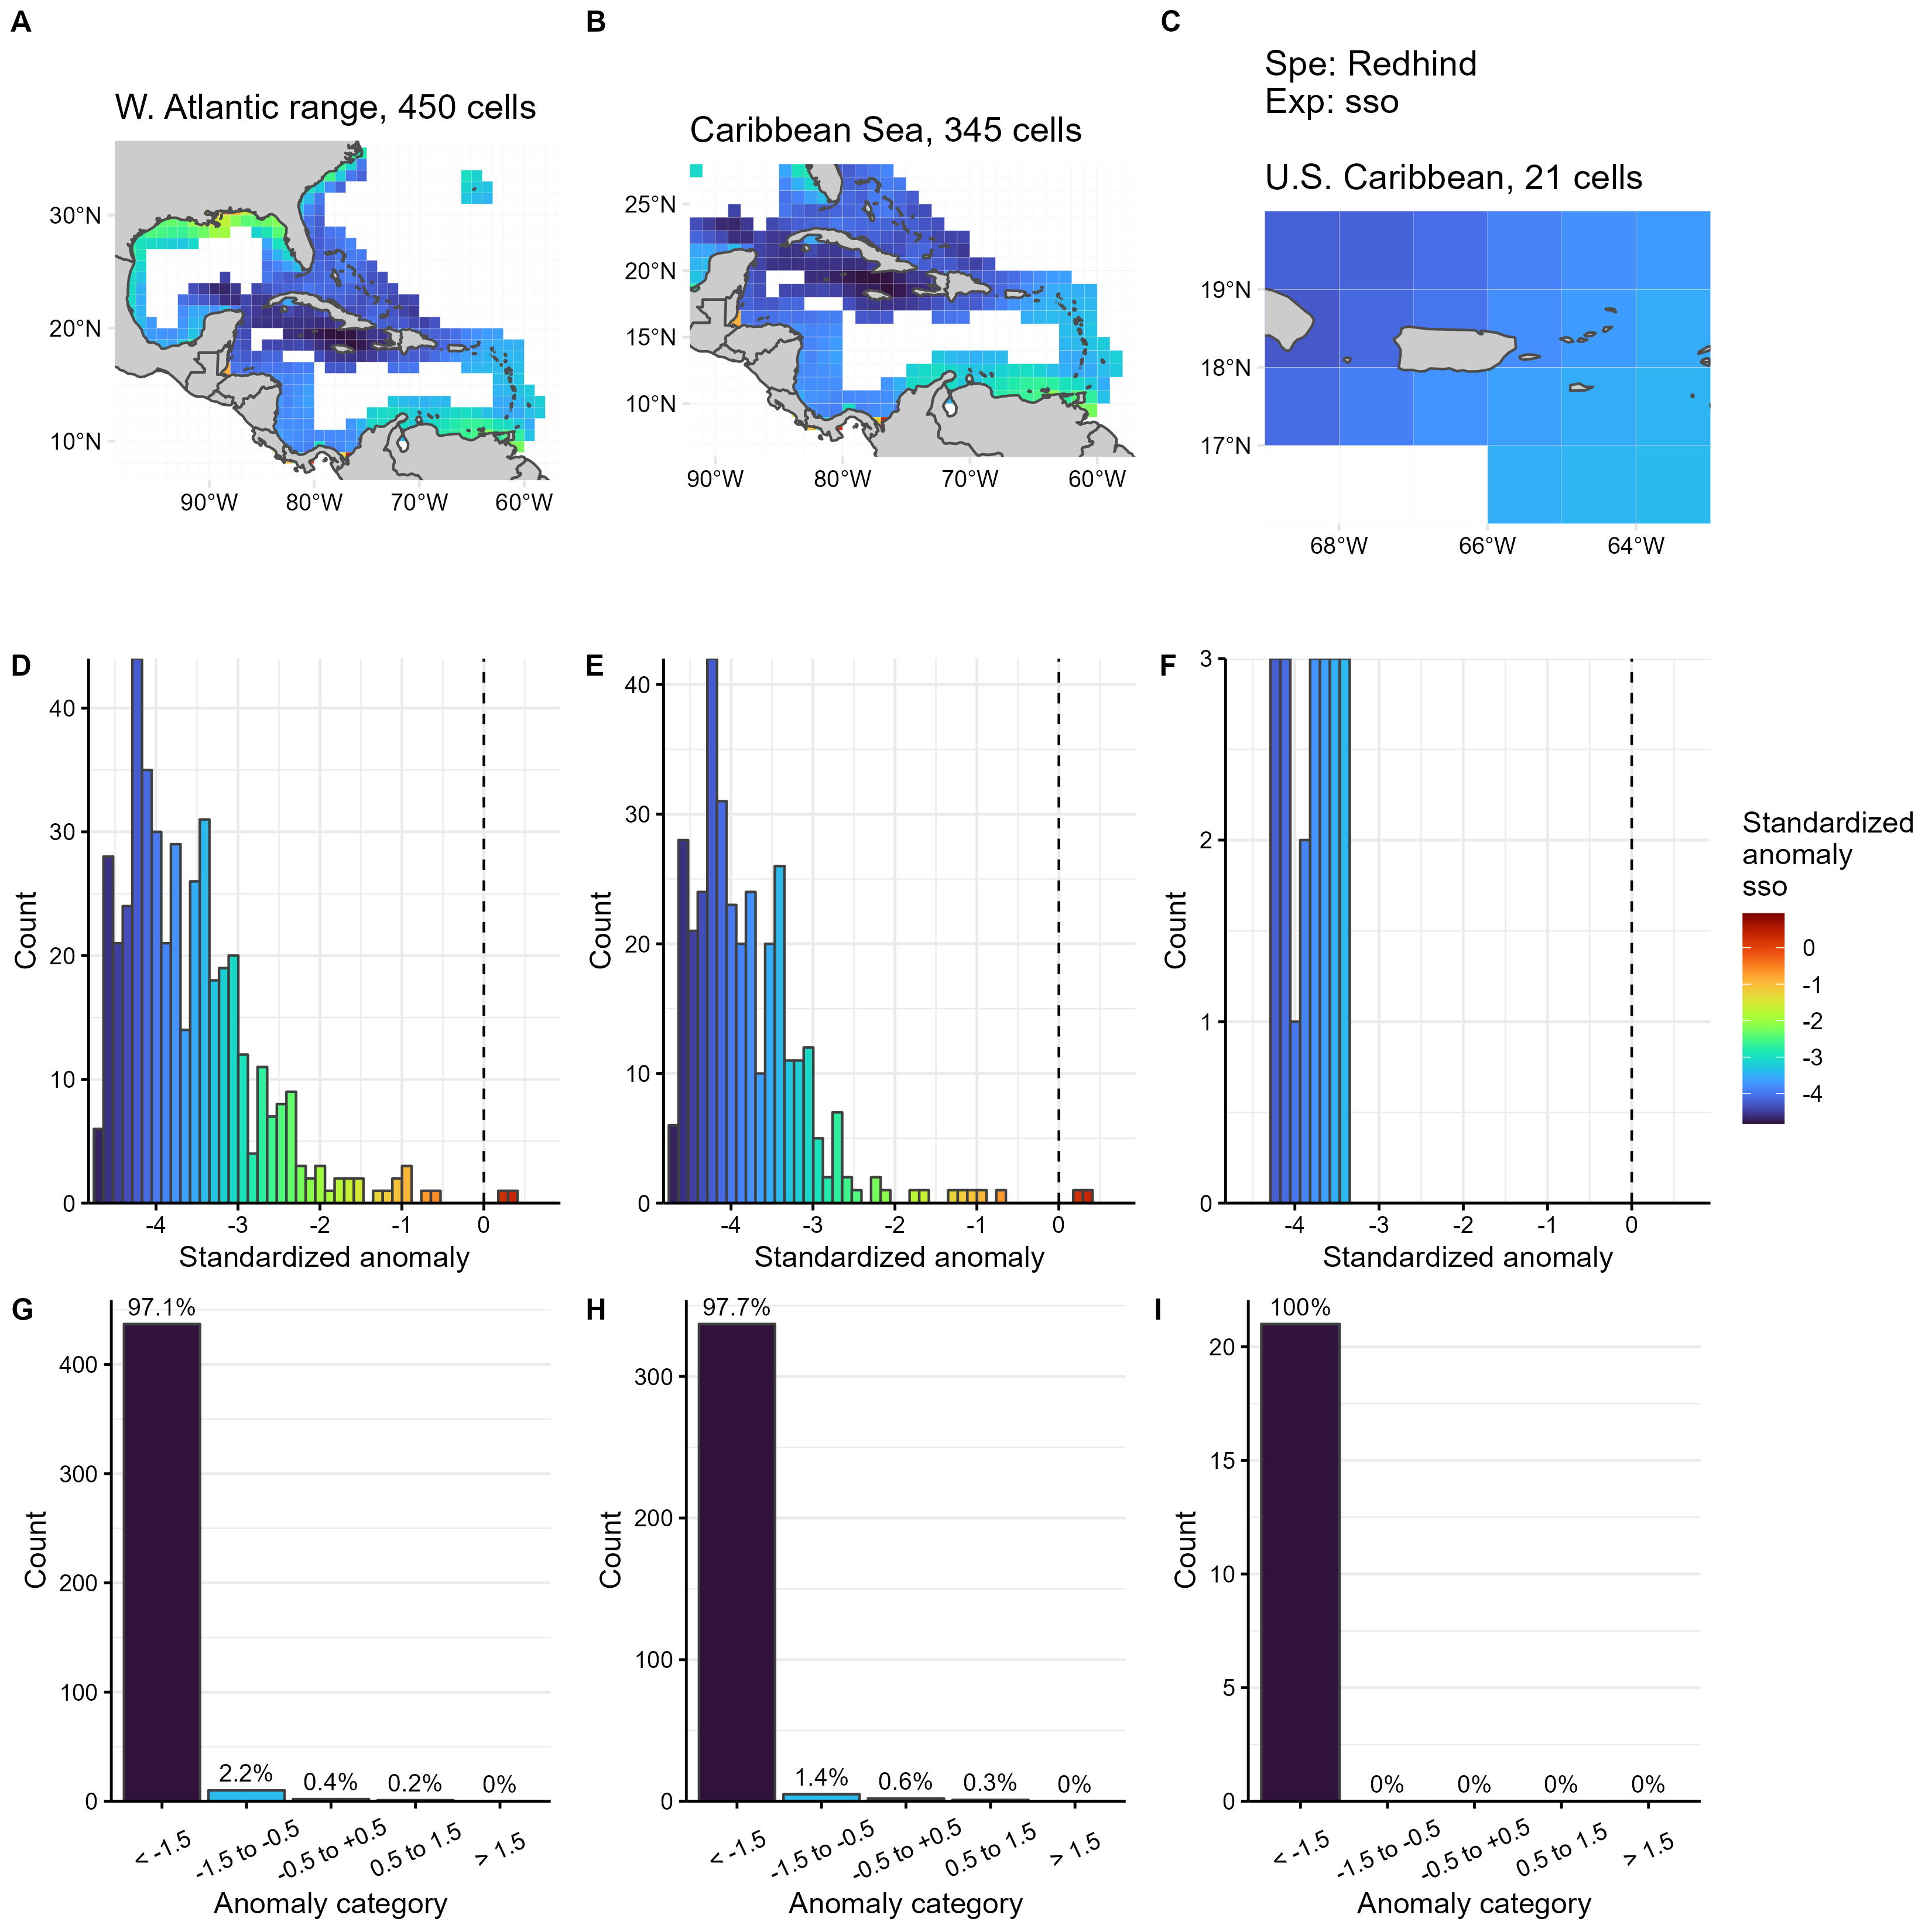 A
B
C
W. Atlantic range, 450 cells
Caribbean Sea, 345 cells
Spe: Redhind
Exp: sso
U.S. Caribbean, 21 cells
30°N
20°N
10°N
90°W
80°W
70°W
60°W
25°N
20°N
15°N
10°N
90°W
80°W
70°W
60°W
19°N
18°N
17°N
68°W
66°W
64°W
D
Count
40
30
20
10
0
-4
-3
-2
-1
0
Standardized anomaly
E
Count
40
30
20
10
0
-4
-3
-2
-1
0
Standardized anomaly
F
Count
3
2
1
0
-4
-3
-2
-1
0
Standardized anomaly
Standardized
anomaly
sso
0
-1
-2
-3
-4
G
Count
400
300
200
100
0
97.1%
2.2%
0.4%
0.2%
0%
< -1.5
-1.5 to -0.5
-0.5 to +0.5
0.5 to 1.5
> 1.5
Anomaly category
H
Count
300
200
100
0
97.7%
1.4%
0.6%
0.3%
0%
< -1.5
-1.5 to -0.5
-0.5 to +0.5
0.5 to 1.5
> 1.5
Anomaly category
I
Count
20
15
10
5
0
100%
0%
0%
0%
0%
< -1.5
-1.5 to -0.5
-0.5 to +0.5
0.5 to 1.5
> 1.5
Anomaly category